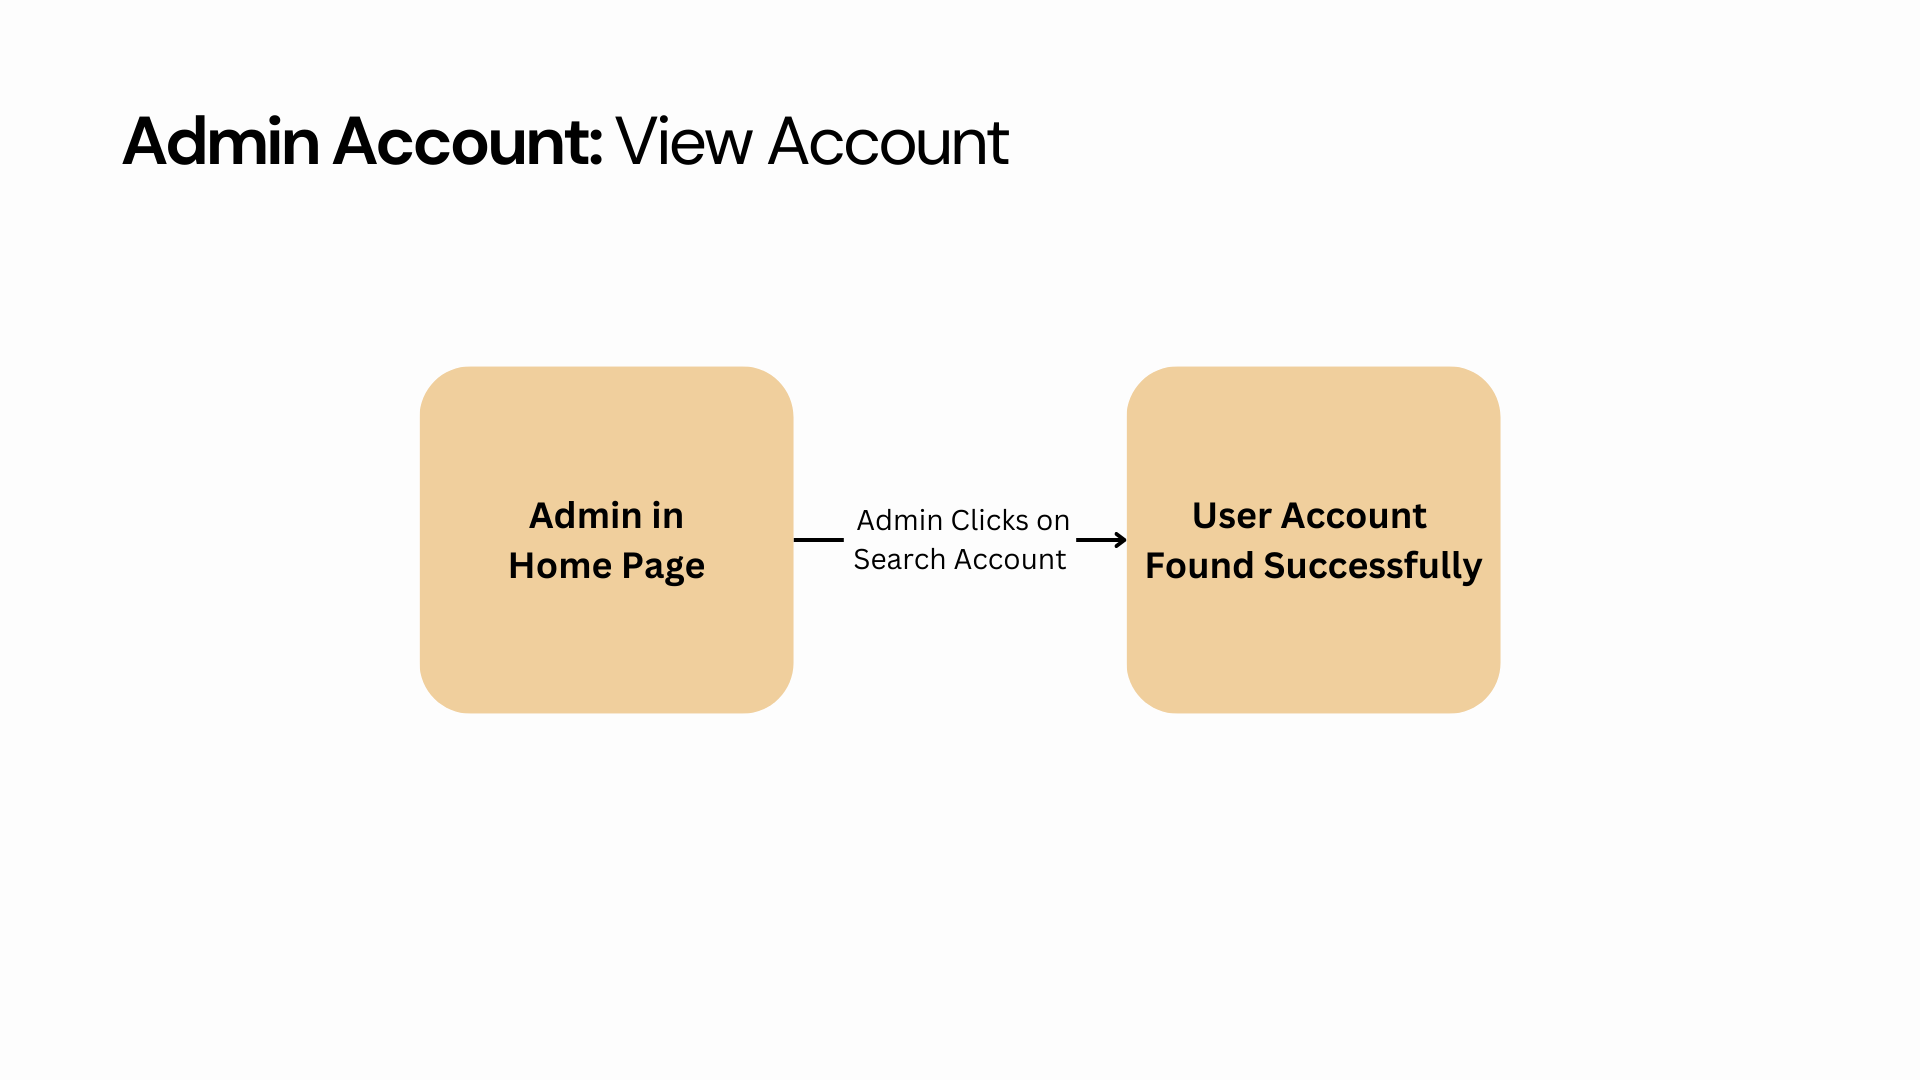 Admin Account: View Account
Admin in
Home Page
Admin Clicks on
Search Account
User Account
Found Successfully